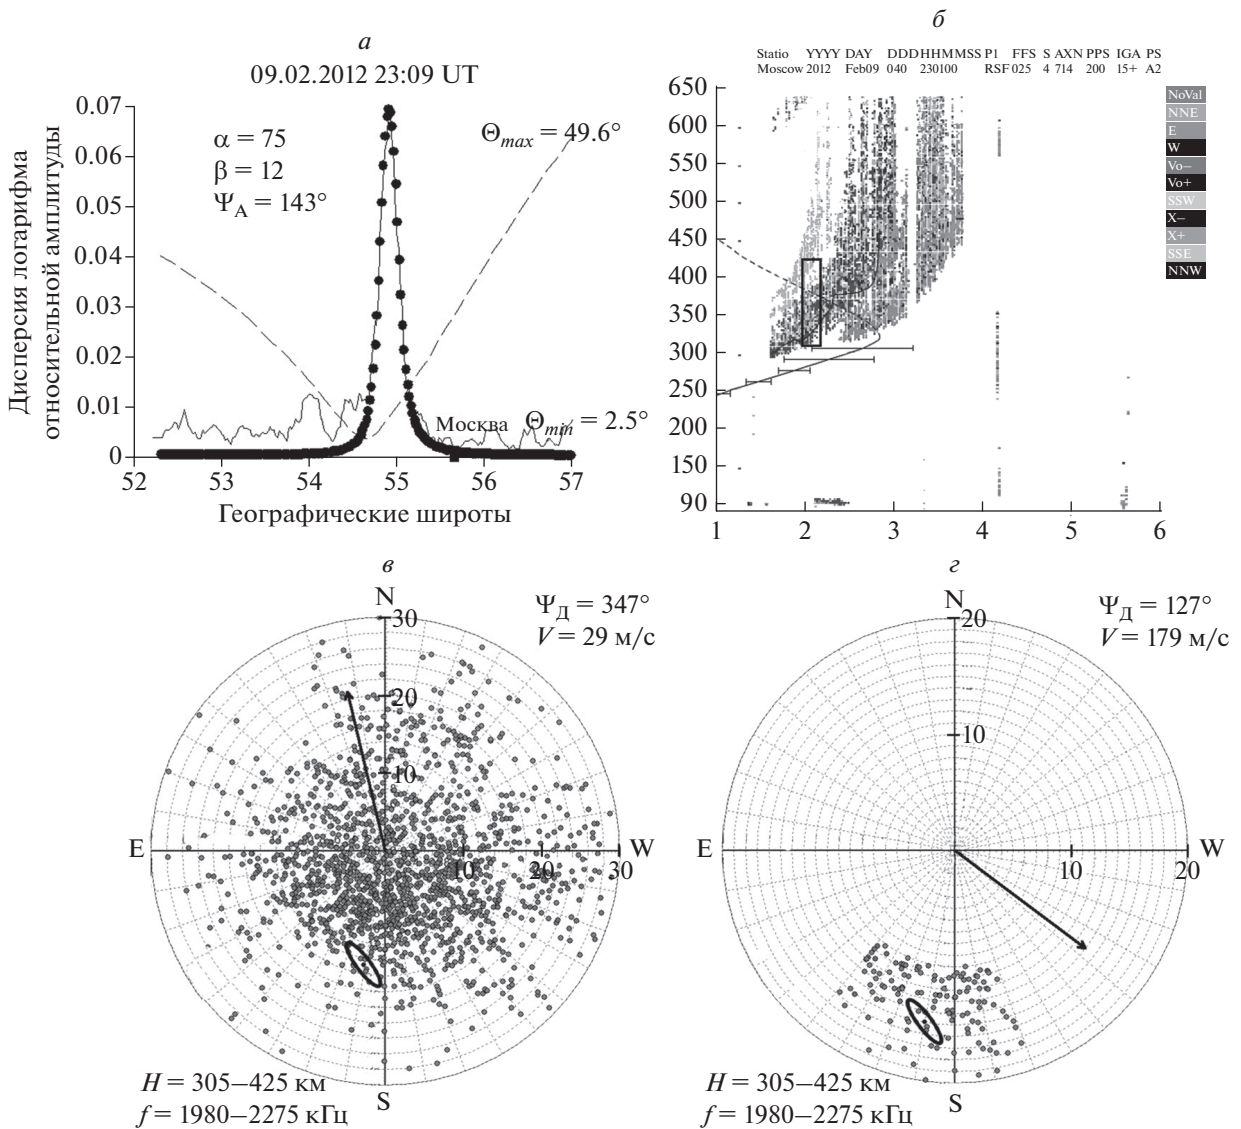 а
09.02.2012 23:09 UT
Дисперсия логарифма
относительной амплитуды
0.07
0.06
0.05
0.04
0.03
0.02
0.01
0
α = 75
β = 12
Ψ_A = 143°
Θ_max = 49.6°
Москва
Θ_min = 2.5°
52 53 54 55 56 57
Географические широты
б
Statio YYYY DAY DDDHHMMSS P1 FFS S AXN PPS IGA PS
Moscow 2012 Feb09 040 230100 RSF 025 4 714 200 15+ A2
650
600
550
500
450
400
350
300
250
200
150
90
1 2 3 4 5 6
NoVal
NNE
E
W
Vo−
Vo+
SSW
X−
X+
SSE
NNW
в
Ψ_Д = 347°
V = 29 м/с
N
30
20
10
E
10 20 30 W
S
H = 305–425 км
f = 1980–2275 кГц
г
Ψ_Д = 127°
V = 179 м/с
N
20
10
E
10 20 W
S
H = 305–425 км
f = 1980–2275 кГц